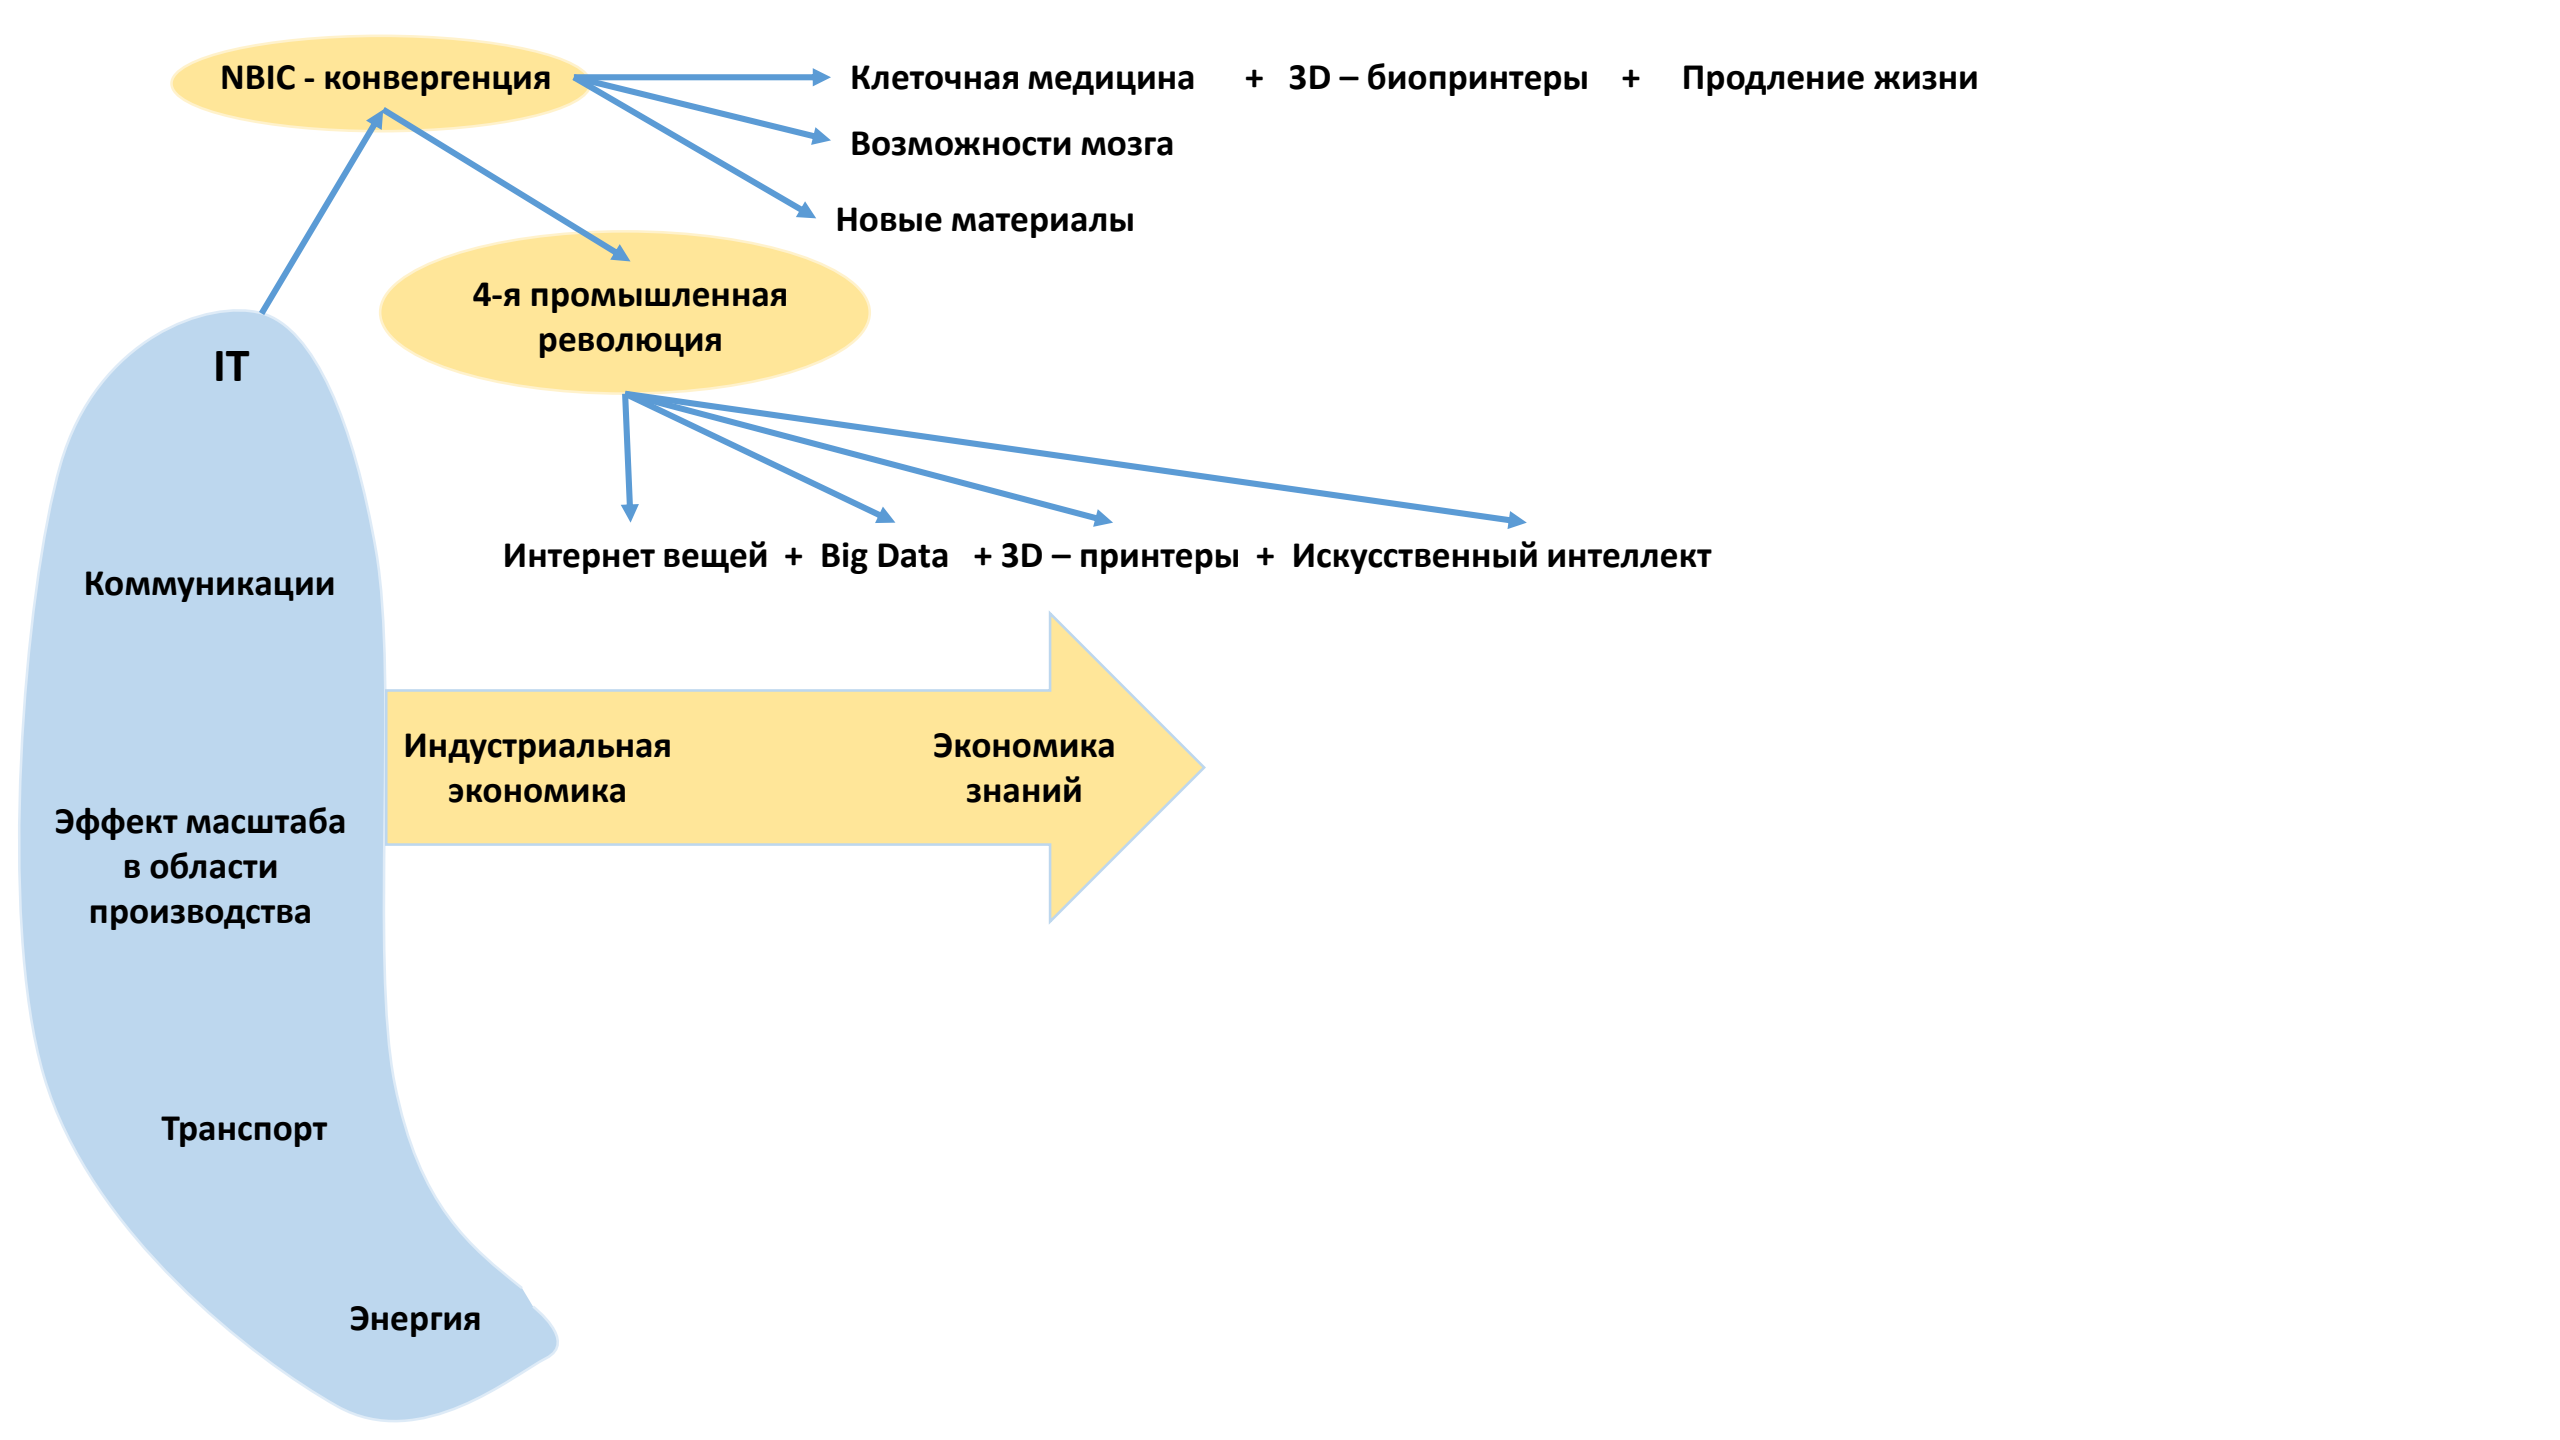 NBIC - конвергенция
Клеточная медицина + 3D – биопринтеры + Продление жизни
Возможности мозга
Новые материалы
4-я промышленная
революция
IT
Интернет вещей + Big Data + 3D – принтеры + Искусственный интеллект
Коммуникации
Индустриальная
экономика
Экономика
знаний
Эффект масштаба
в области
производства
Транспорт
Энергия